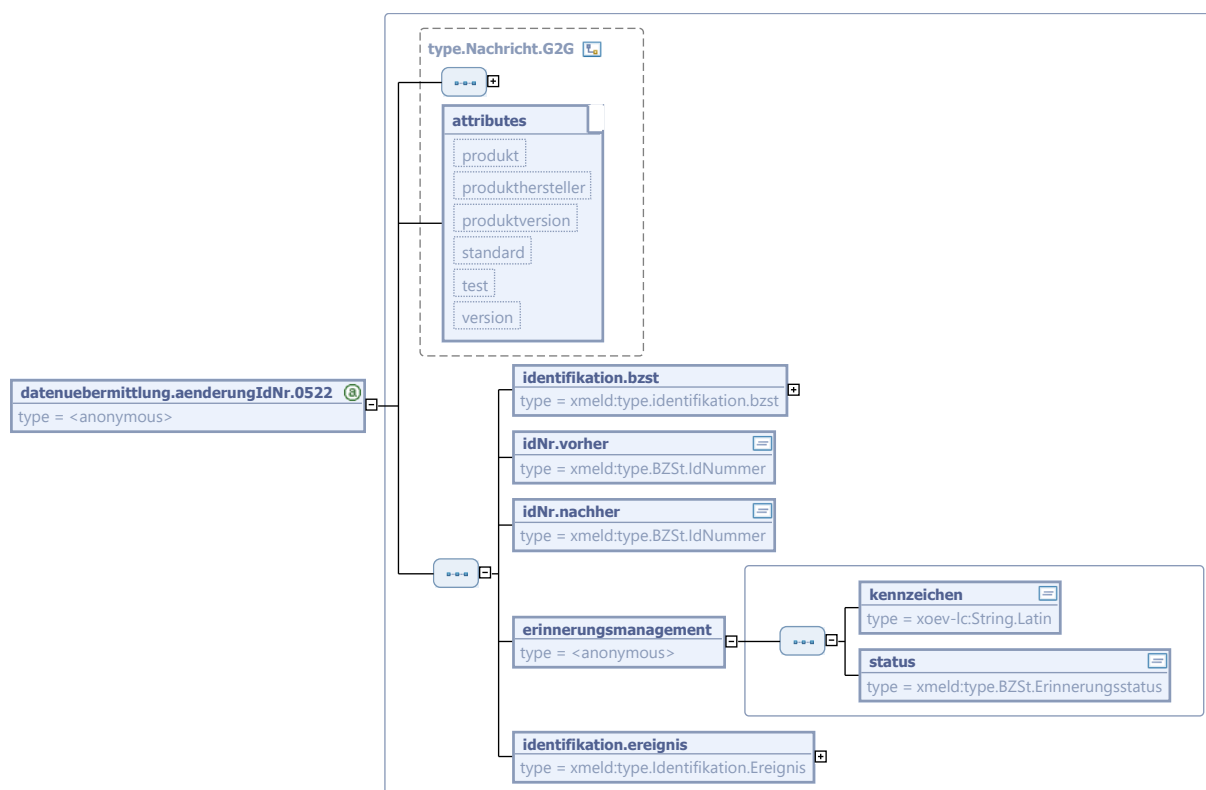 type.Nachricht.G2G
attributes
produkt
produkthersteller
produktversion
standard
test
version
datenuebermittlung.aenderungIdNr.0522 a
type = <anonymous>
identifikation.bzst
type = xmeld:type.identifikation.bzst
idNr.vorher
type = xmeld:type.BZSt.IdNummer
idNr.nachher
type = xmeld:type.BZSt.IdNummer
erinnerungsmanagement
type = <anonymous>
kennzeichen
type = xoev-lc:String.Latin
status
type = xmeld:type.BZSt.Erinnerungsstatus
identifikation.ereignis
type = xmeld:type.Identifikation.Ereignis